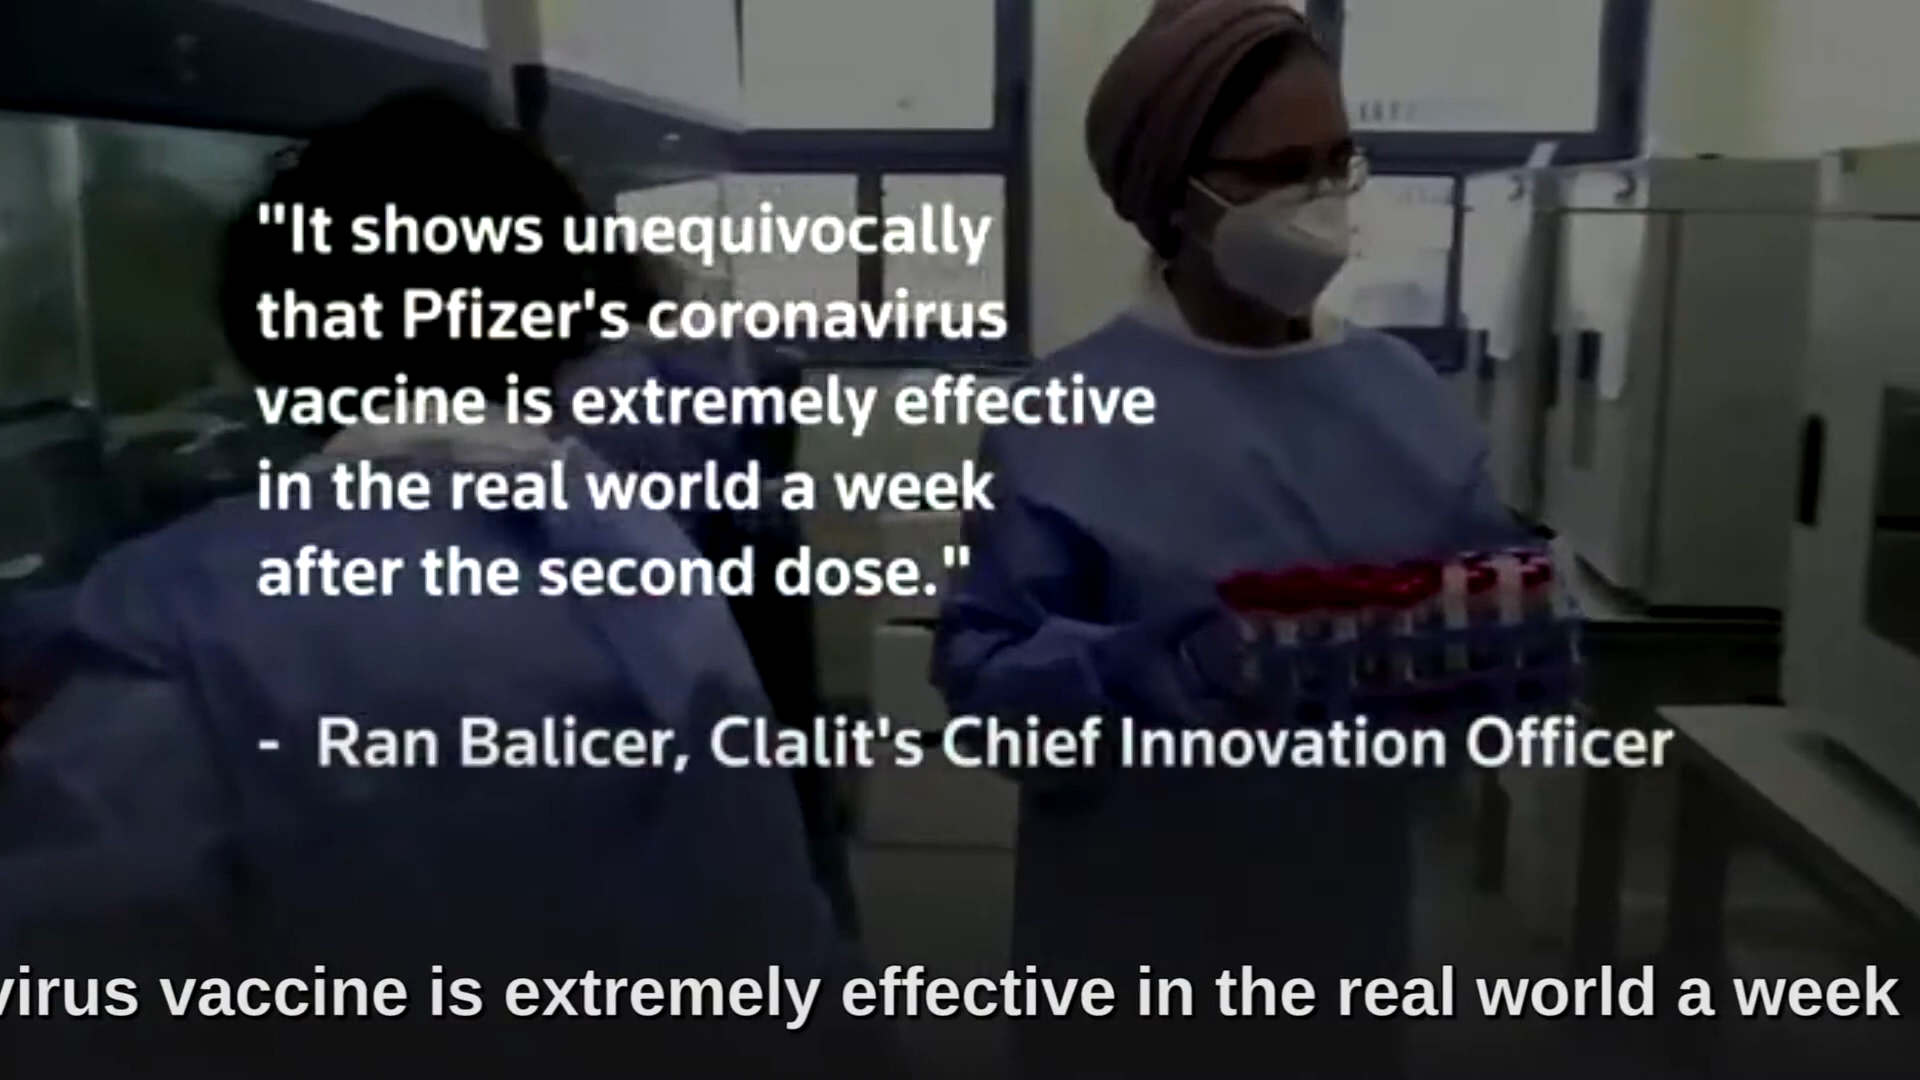 "It shows unequivocally
that Pfizer's coronavirus
vaccine is extremely effective
in the real world a week
after the second dose."
- Ran Balicer, Clalit's Chief Innovation Officer
virus vaccine is extremely effective in the real world a week